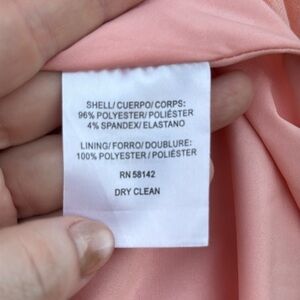 SHELL/CUERPO/CORPS:
96% POLYESTER/POLIÉSTER
4% SPANDEX/ELASTANO
LINING/FORRO/DOUBLURE:
100% POLYESTER/POLIÉSTER
RN 58142
DRY CLEAN